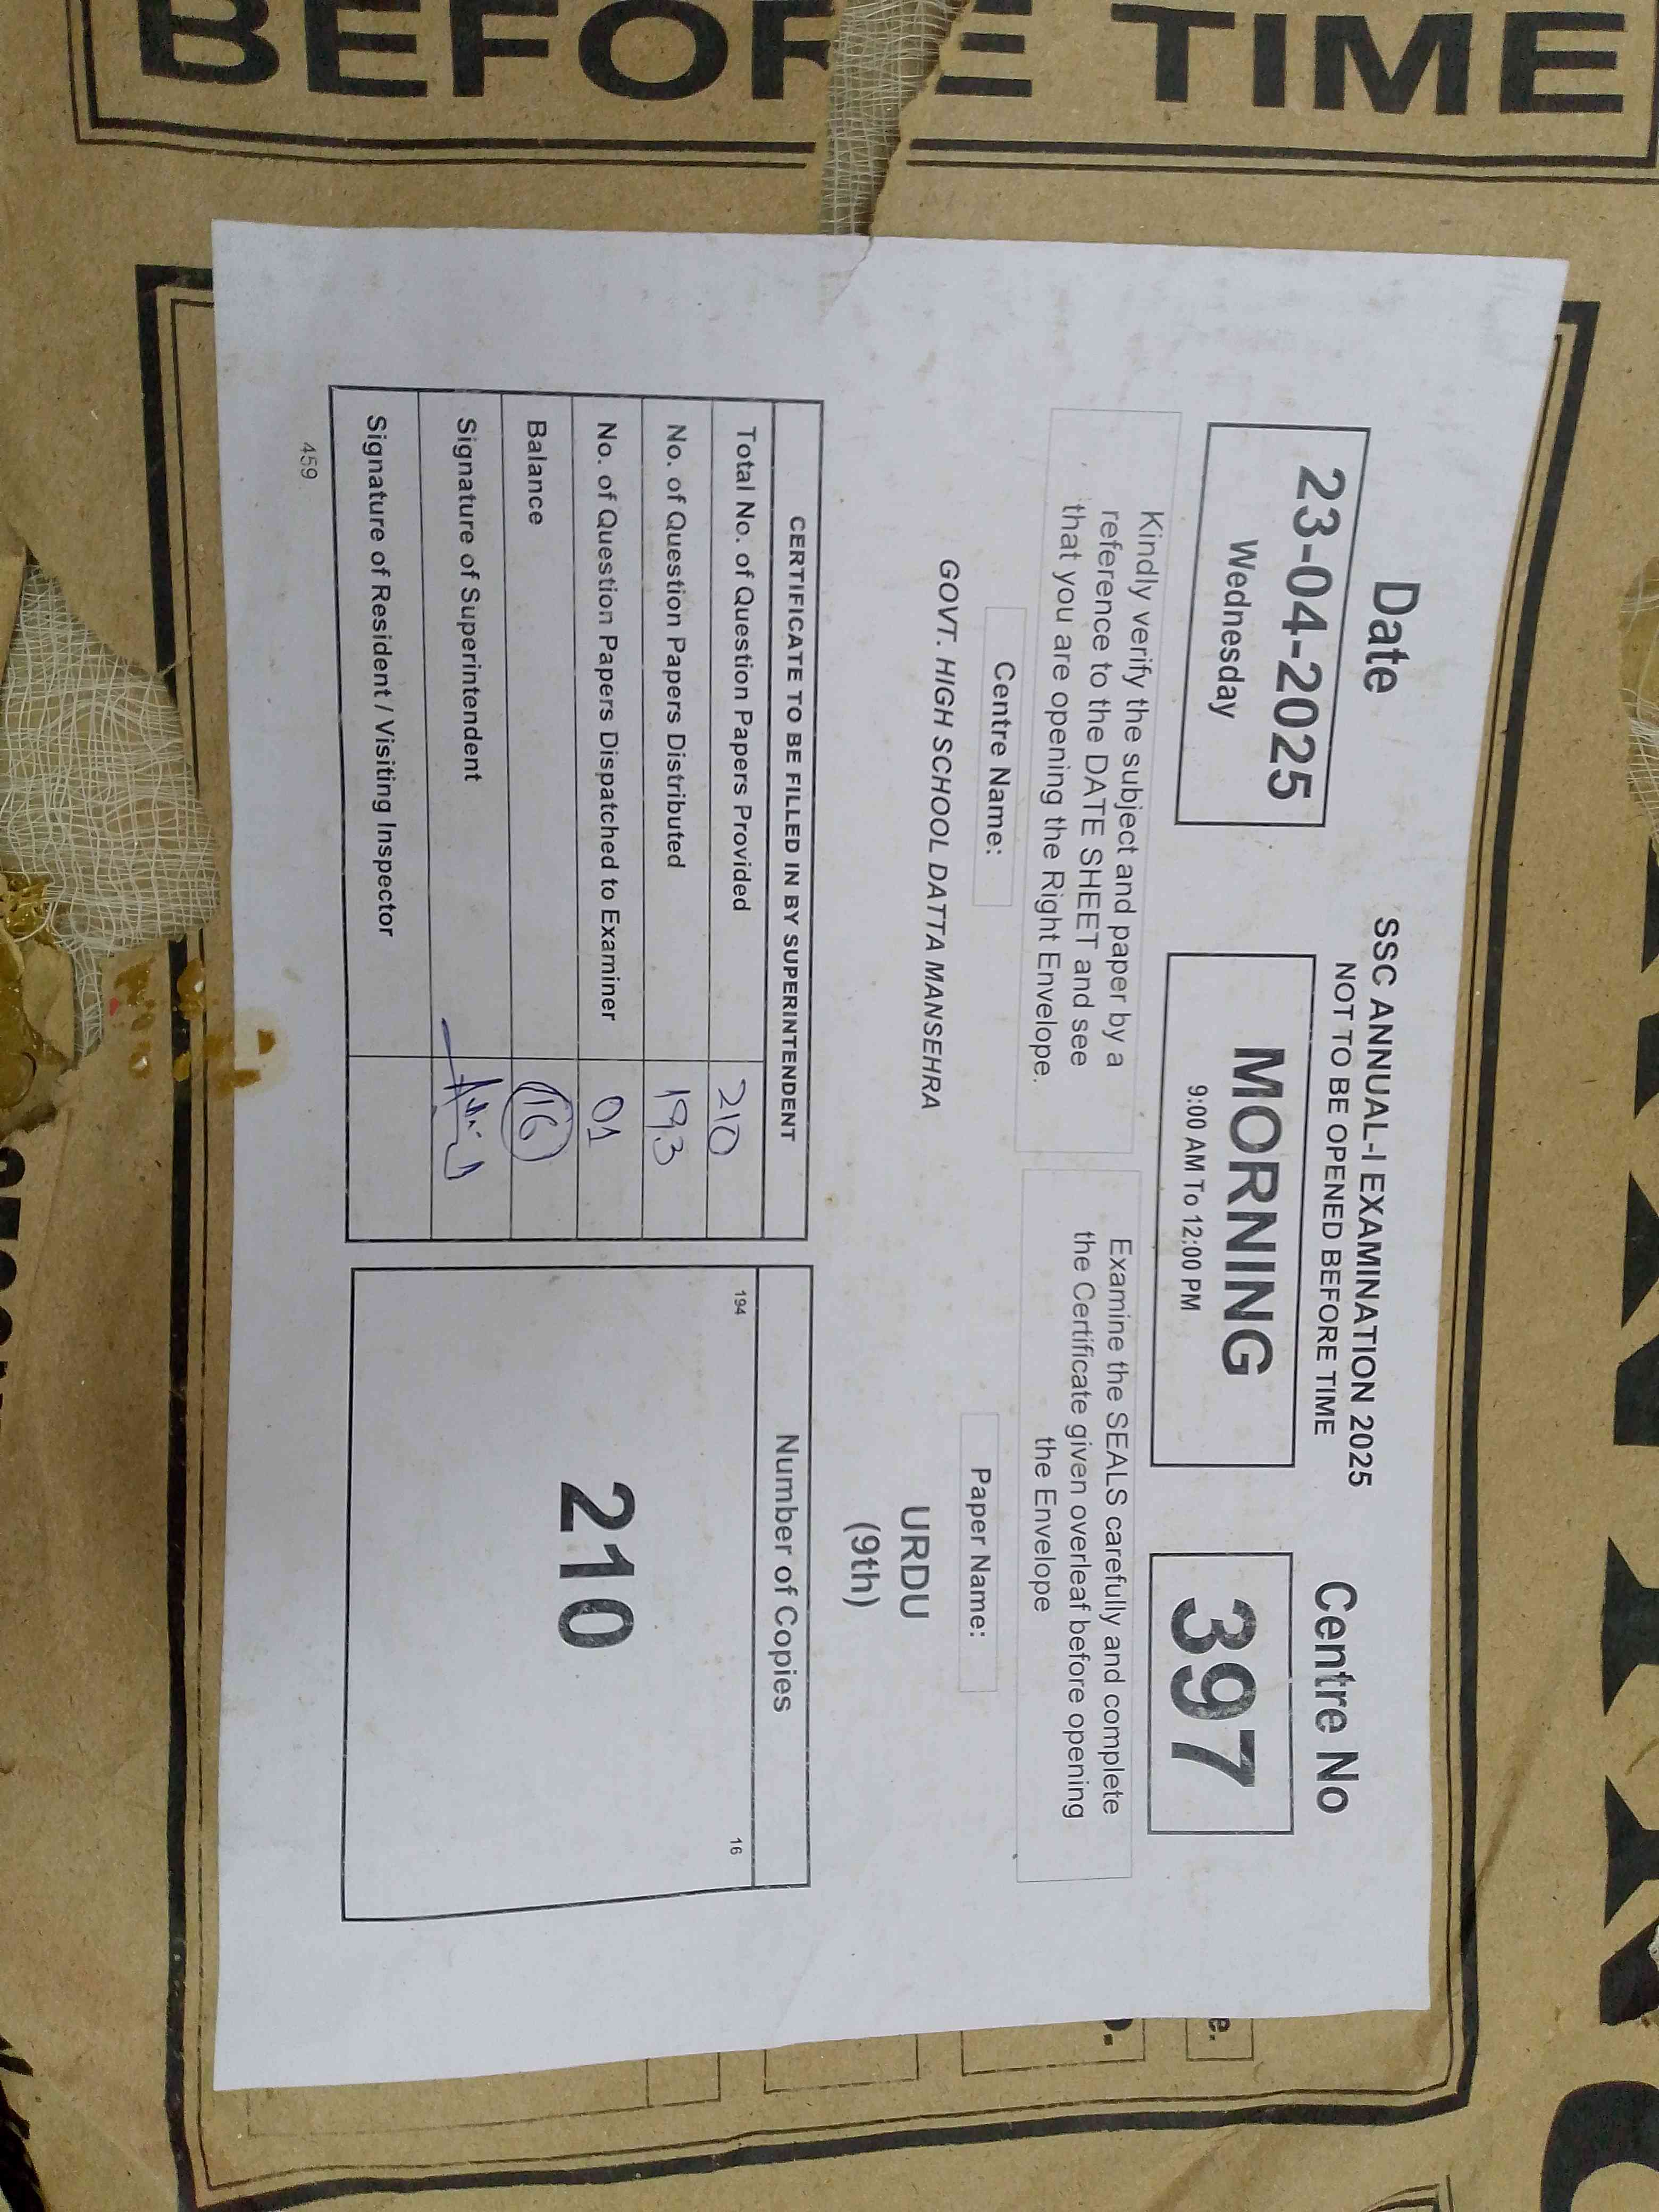 BEFORE TIME
Date
SSC ANNUAL-I EXAMINATION 2025
NOT TO BE OPENED BEFORE TIME
Centre No
23-04-2025
Wednesday
MORNING
9:00 AM To 12:00 PM
397
Kindly verify the subject and paper by a
reference to the DATE SHEET and see
that you are opening the Right Envelope.
Examine the SEALS carefully and complete
the Certificate given overleaf before opening
the Envelope
Centre Name:
Paper Name:
GOVT. HIGH SCHOOL DATTA MANSEHRA
URDU
(9th)
CERTIFICATE TO BE FILLED IN BY SUPERINTENDENT
Total No. of Question Papers Provided 210
No. of Question Papers Distributed 193
No. of Question Papers Dispatched to Examiner 01
Balance 16
Signature of Superintendent
Signature of Resident / Visiting Inspector
459
Number of Copies
194 16
210